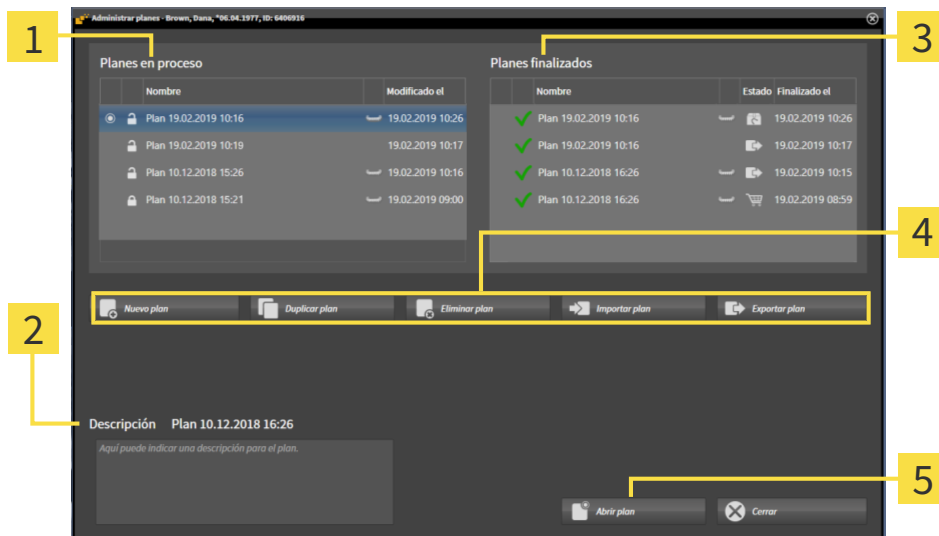 Administrar planes - Brown, Dana, *06.04.1977, ID: 6406916
1
3
Planes en proceso
Nombre Modificado el
Plan 19.02.2019 10:16 19.02.2019 10:26
Plan 19.02.2019 10:19 19.02.2019 10:17
Plan 10.12.2018 15:26 19.02.2019 10:16
Plan 10.12.2018 15:21 19.02.2019 09:00
Planes finalizados
Nombre Estado Finalizado el
Plan 19.02.2019 10:16 19.02.2019 10:26
Plan 19.02.2019 10:16 19.02.2019 10:17
Plan 10.12.2018 16:26 19.02.2019 10:15
Plan 10.12.2018 16:26 19.02.2019 08:59
4
Nuevo plan
Duplicar plan
Eliminar plan
Importar plan
Exportar plan
2
Descripción Plan 10.12.2018 16:26
Aquí puede indicar una descripción para el plan.
5
Abrir plan
Cerrar